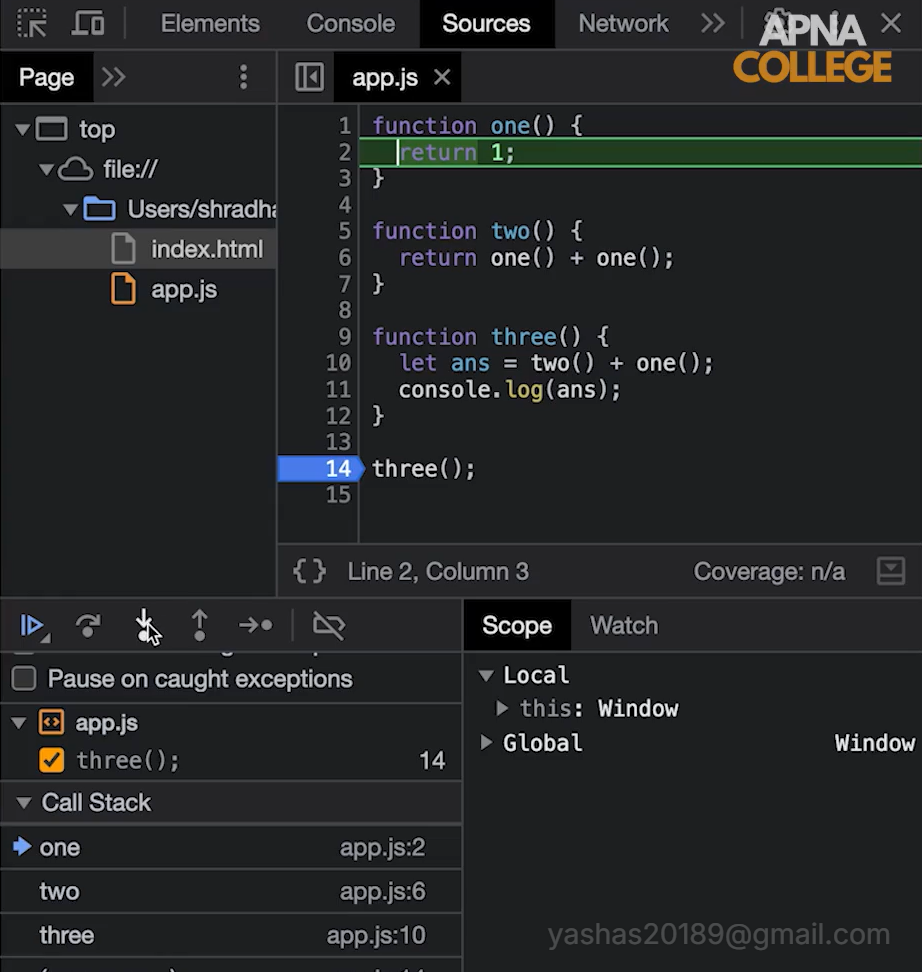 Elements Console Sources Network
APNA
COLLEGE
Page
app.js
top
file://
Users/shradha
index.html
app.js
1 function one() {
2 return 1;
3 }
4
5 function two() {
6 return one() + one();
7 }
8
9 function three() {
10 let ans = two() + one();
11 console.log(ans);
12 }
13
14 three();
15
{} Line 2, Column 3 Coverage: n/a
Scope Watch
Pause on caught exceptions
app.js
three(); 14
Call Stack
one app.js:2
two app.js:6
three app.js:10
Local
this: Window
Global Window
yashas20189@gmail.com